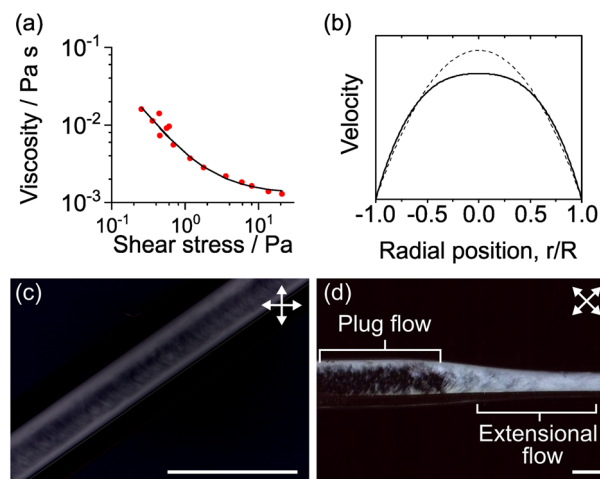 (a)
Viscosity / Pa s
10⁻¹
10⁻²
10⁻³
10⁻¹ 10⁰ 10¹
Shear stress / Pa
(b)
Velocity
-1.0 -0.5 0.0 0.5 1.0
Radial position, r/R
(c)
(d)
Plug flow
Extensional
flow